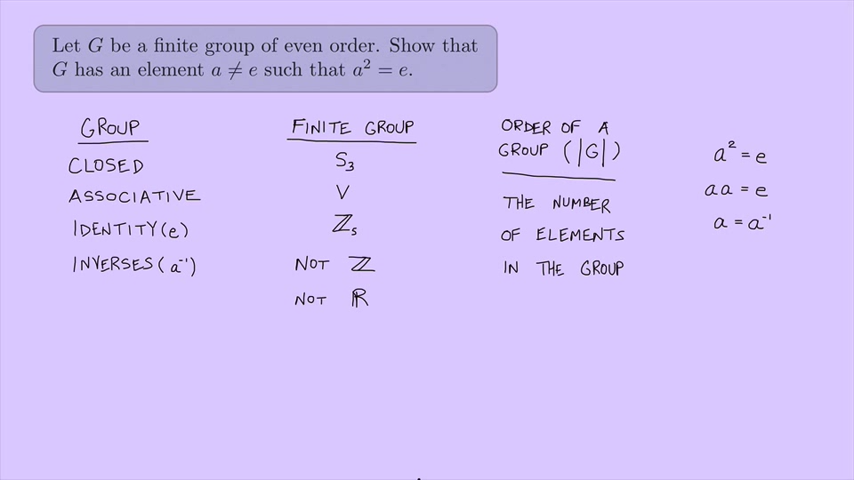 Let G be a finite group of even order. Show that
G has an element a ≠ e such that a² = e.
GROUP
CLOSED
ASSOCIATIVE
IDENTITY(e)
INVERSES(a⁻¹)
FINITE GROUP
S₃
V
ℤ₅
NOT ℤ
NOT ℝ
ORDER OF A
GROUP (|G|)
THE NUMBER
OF ELEMENTS
IN THE GROUP
a² = e
aa = e
a = a⁻¹